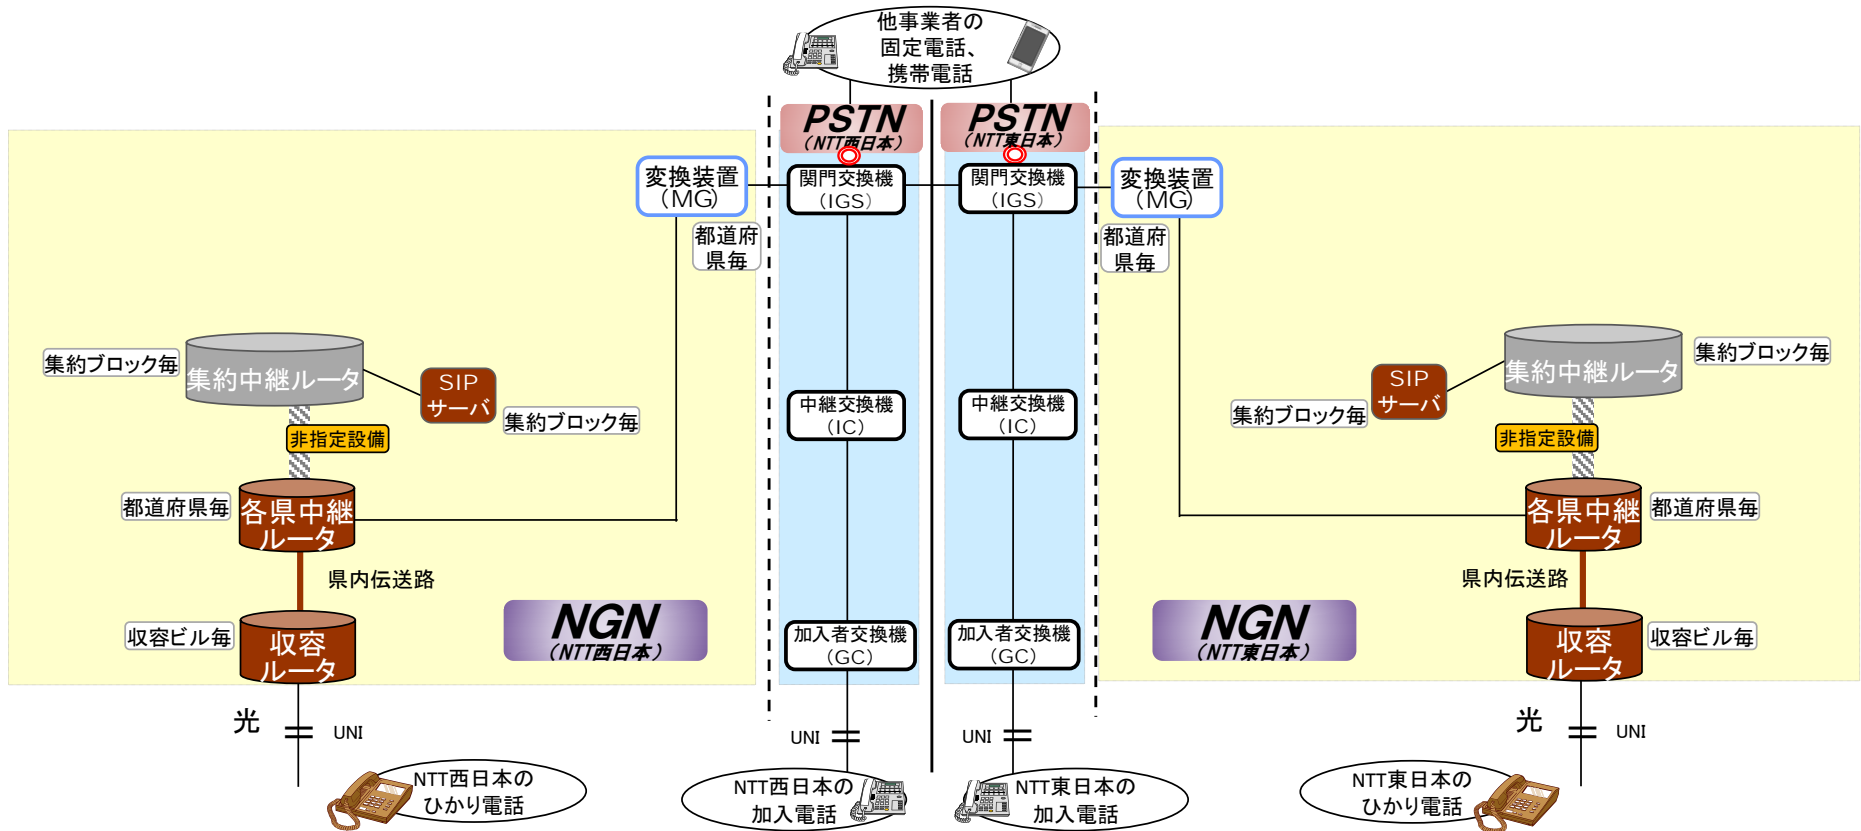 他事業者の
固定電話、
携帯電話
PSTN
（NTT西日本）
PSTN
（NTT東日本）
変換装置
（MG）
都道府
県毎
関門交換機
（IGS）
関門交換機
（IGS）
変換装置
（MG）
都道府
県毎
集約ブロック毎
集約中継ルータ
SIP
サーバ
集約ブロック毎
非指定設備
中継交換機
（IC）
中継交換機
（IC）
集約中継ルータ
集約ブロック毎
SIP
サーバ
集約ブロック毎
非指定設備
都道府県毎
各県中継
ルータ
県内伝送路
各県中継
ルータ
都道府県毎
県内伝送路
収容ビル毎
収容
ルータ
NGN
（NTT西日本）
加入者交換機
（GC）
加入者交換機
（GC）
NGN
（NTT東日本）
収容
ルータ
収容ビル毎
光
UNI
UNI
UNI
光
UNI
NTT西日本の
ひかり電話
NTT西日本の
加入電話
NTT東日本の
加入電話
NTT東日本の
ひかり電話